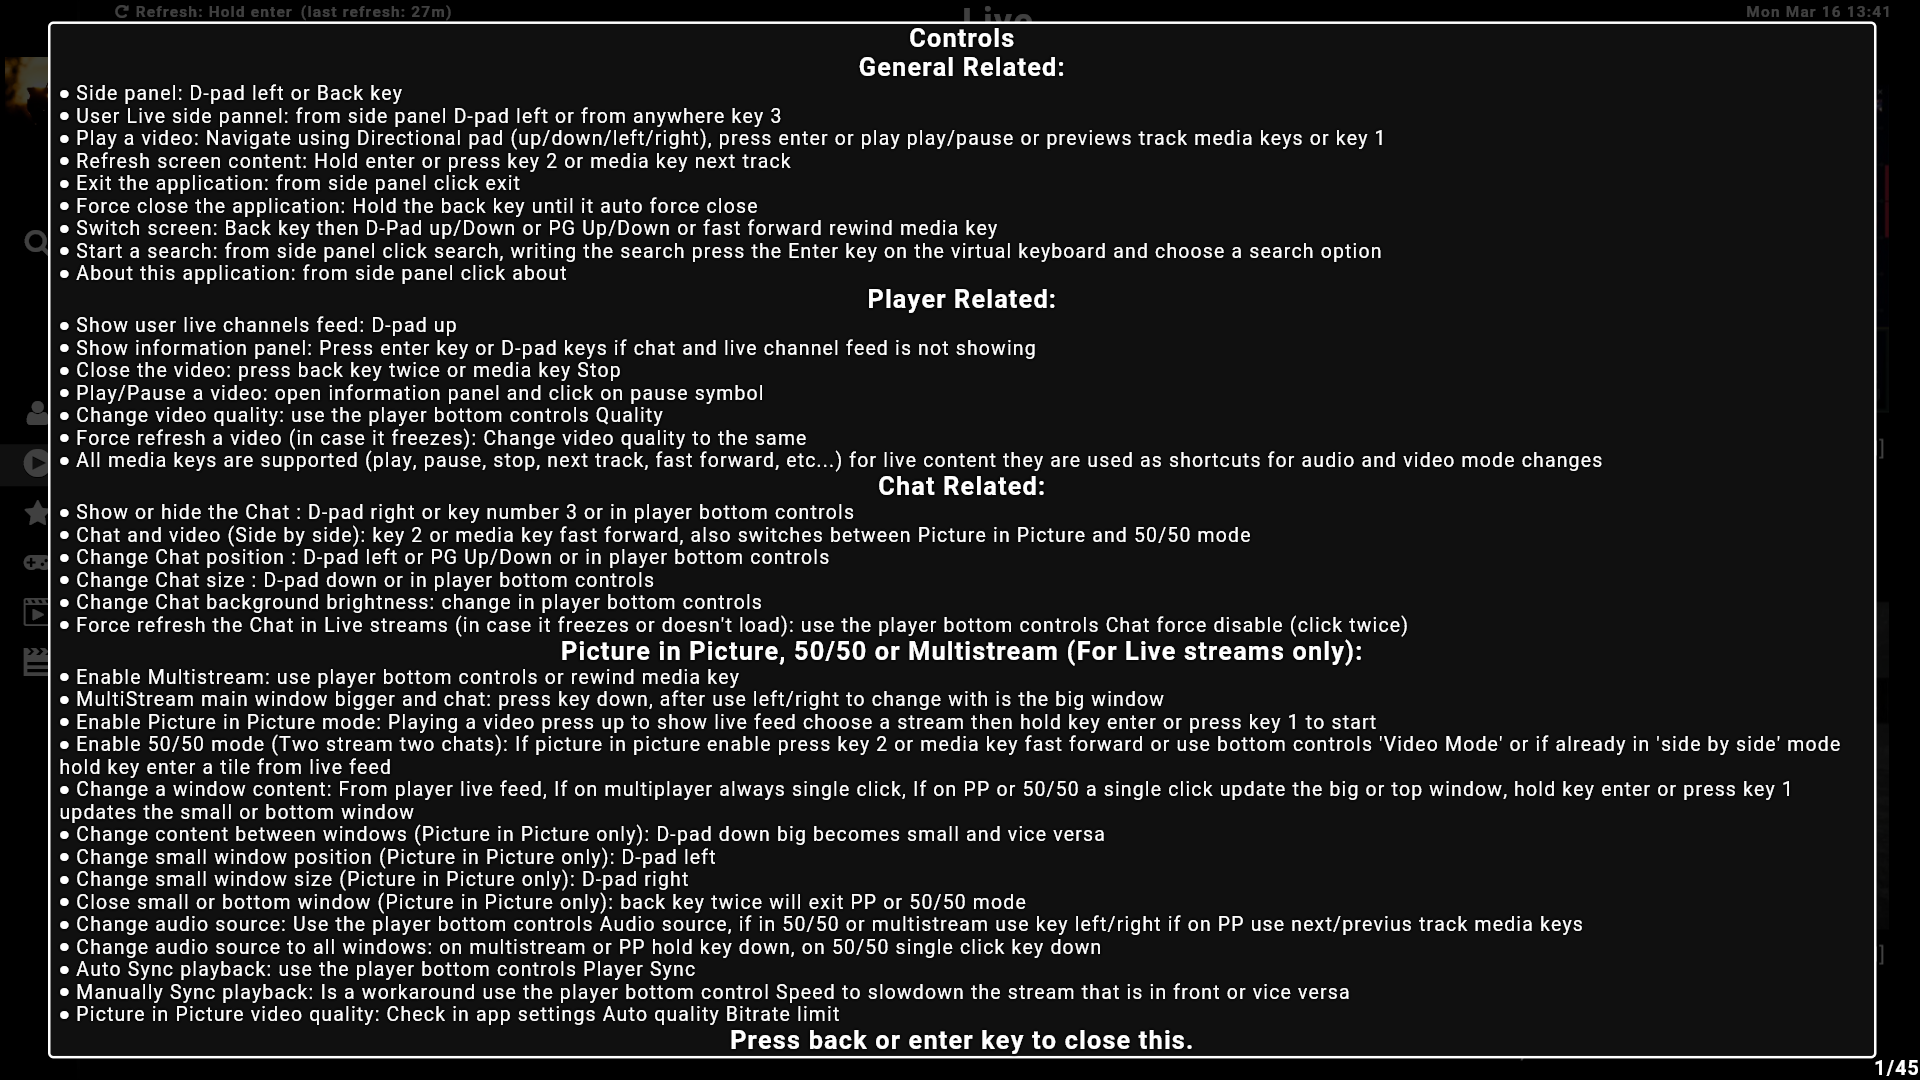 Refresh: Hold enter (last refresh: 27m)
Live
Mon Mar 16 13:41
Controls
General Related:
● Side panel: D-pad left or Back key
● User Live side pannel: from side panel D-pad left or from anywhere key 3
● Play a video: Navigate using Directional pad (up/down/left/right), press enter or play play/pause or previews track media keys or key 1
● Refresh screen content: Hold enter or press key 2 or media key next track
● Exit the application: from side panel click exit
● Force close the application: Hold the back key until it auto force close
● Switch screen: Back key then D-Pad up/Down or PG Up/Down or fast forward rewind media key
● Start a search: from side panel click search, writing the search press the Enter key on the virtual keyboard and choose a search option
● About this application: from side panel click about
Player Related:
● Show user live channels feed: D-pad up
● Show information panel: Press enter key or D-pad keys if chat and live channel feed is not showing
● Close the video: press back key twice or media key Stop
● Play/Pause a video: open information panel and click on pause symbol
● Change video quality: use the player bottom controls Quality
● Force refresh a video (in case it freezes): Change video quality to the same
● All media keys are supported (play, pause, stop, next track, fast forward, etc...) for live content they are used as shortcuts for audio and video mode changes
Chat Related:
● Show or hide the Chat : D-pad right or key number 3 or in player bottom controls
● Chat and video (Side by side): key 2 or media key fast forward, also switches between Picture in Picture and 50/50 mode
● Change Chat position : D-pad left or PG Up/Down or in player bottom controls
● Change Chat size : D-pad down or in player bottom controls
● Change Chat background brightness: change in player bottom controls
● Force refresh the Chat in Live streams (in case it freezes or doesn't load): use the player bottom controls Chat force disable (click twice)
Picture in Picture, 50/50 or Multistream (For Live streams only):
● Enable Multistream: use player bottom controls or rewind media key
● MultiStream main window bigger and chat: press key down, after use left/right to change with is the big window
● Enable Picture in Picture mode: Playing a video press up to show live feed choose a stream then hold key enter or press key 1 to start
● Enable 50/50 mode (Two stream two chats): If picture in picture enable press key 2 or media key fast forward or use bottom controls 'Video Mode' or if already in 'side by side' mode
hold key enter a tile from live feed
● Change a window content: From player live feed, If on multiplayer always single click, If on PP or 50/50 a single click update the big or top window, hold key enter or press key 1
updates the small or bottom window
● Change content between windows (Picture in Picture only): D-pad down big becomes small and vice versa
● Change small window position (Picture in Picture only): D-pad left
● Change small window size (Picture in Picture only): D-pad right
● Close small or bottom window (Picture in Picture only): back key twice will exit PP or 50/50 mode
● Change audio source: Use the player bottom controls Audio source, if in 50/50 or multistream use key left/right if on PP use next/previus track media keys
● Change audio source to all windows: on multistream or PP hold key down, on 50/50 single click key down
● Auto Sync playback: use the player bottom controls Player Sync
● Manually Sync playback: Is a workaround use the player bottom control Speed to slowdown the stream that is in front or vice versa
● Picture in Picture video quality: Check in app settings Auto quality Bitrate limit
Press back or enter key to close this.
1/45